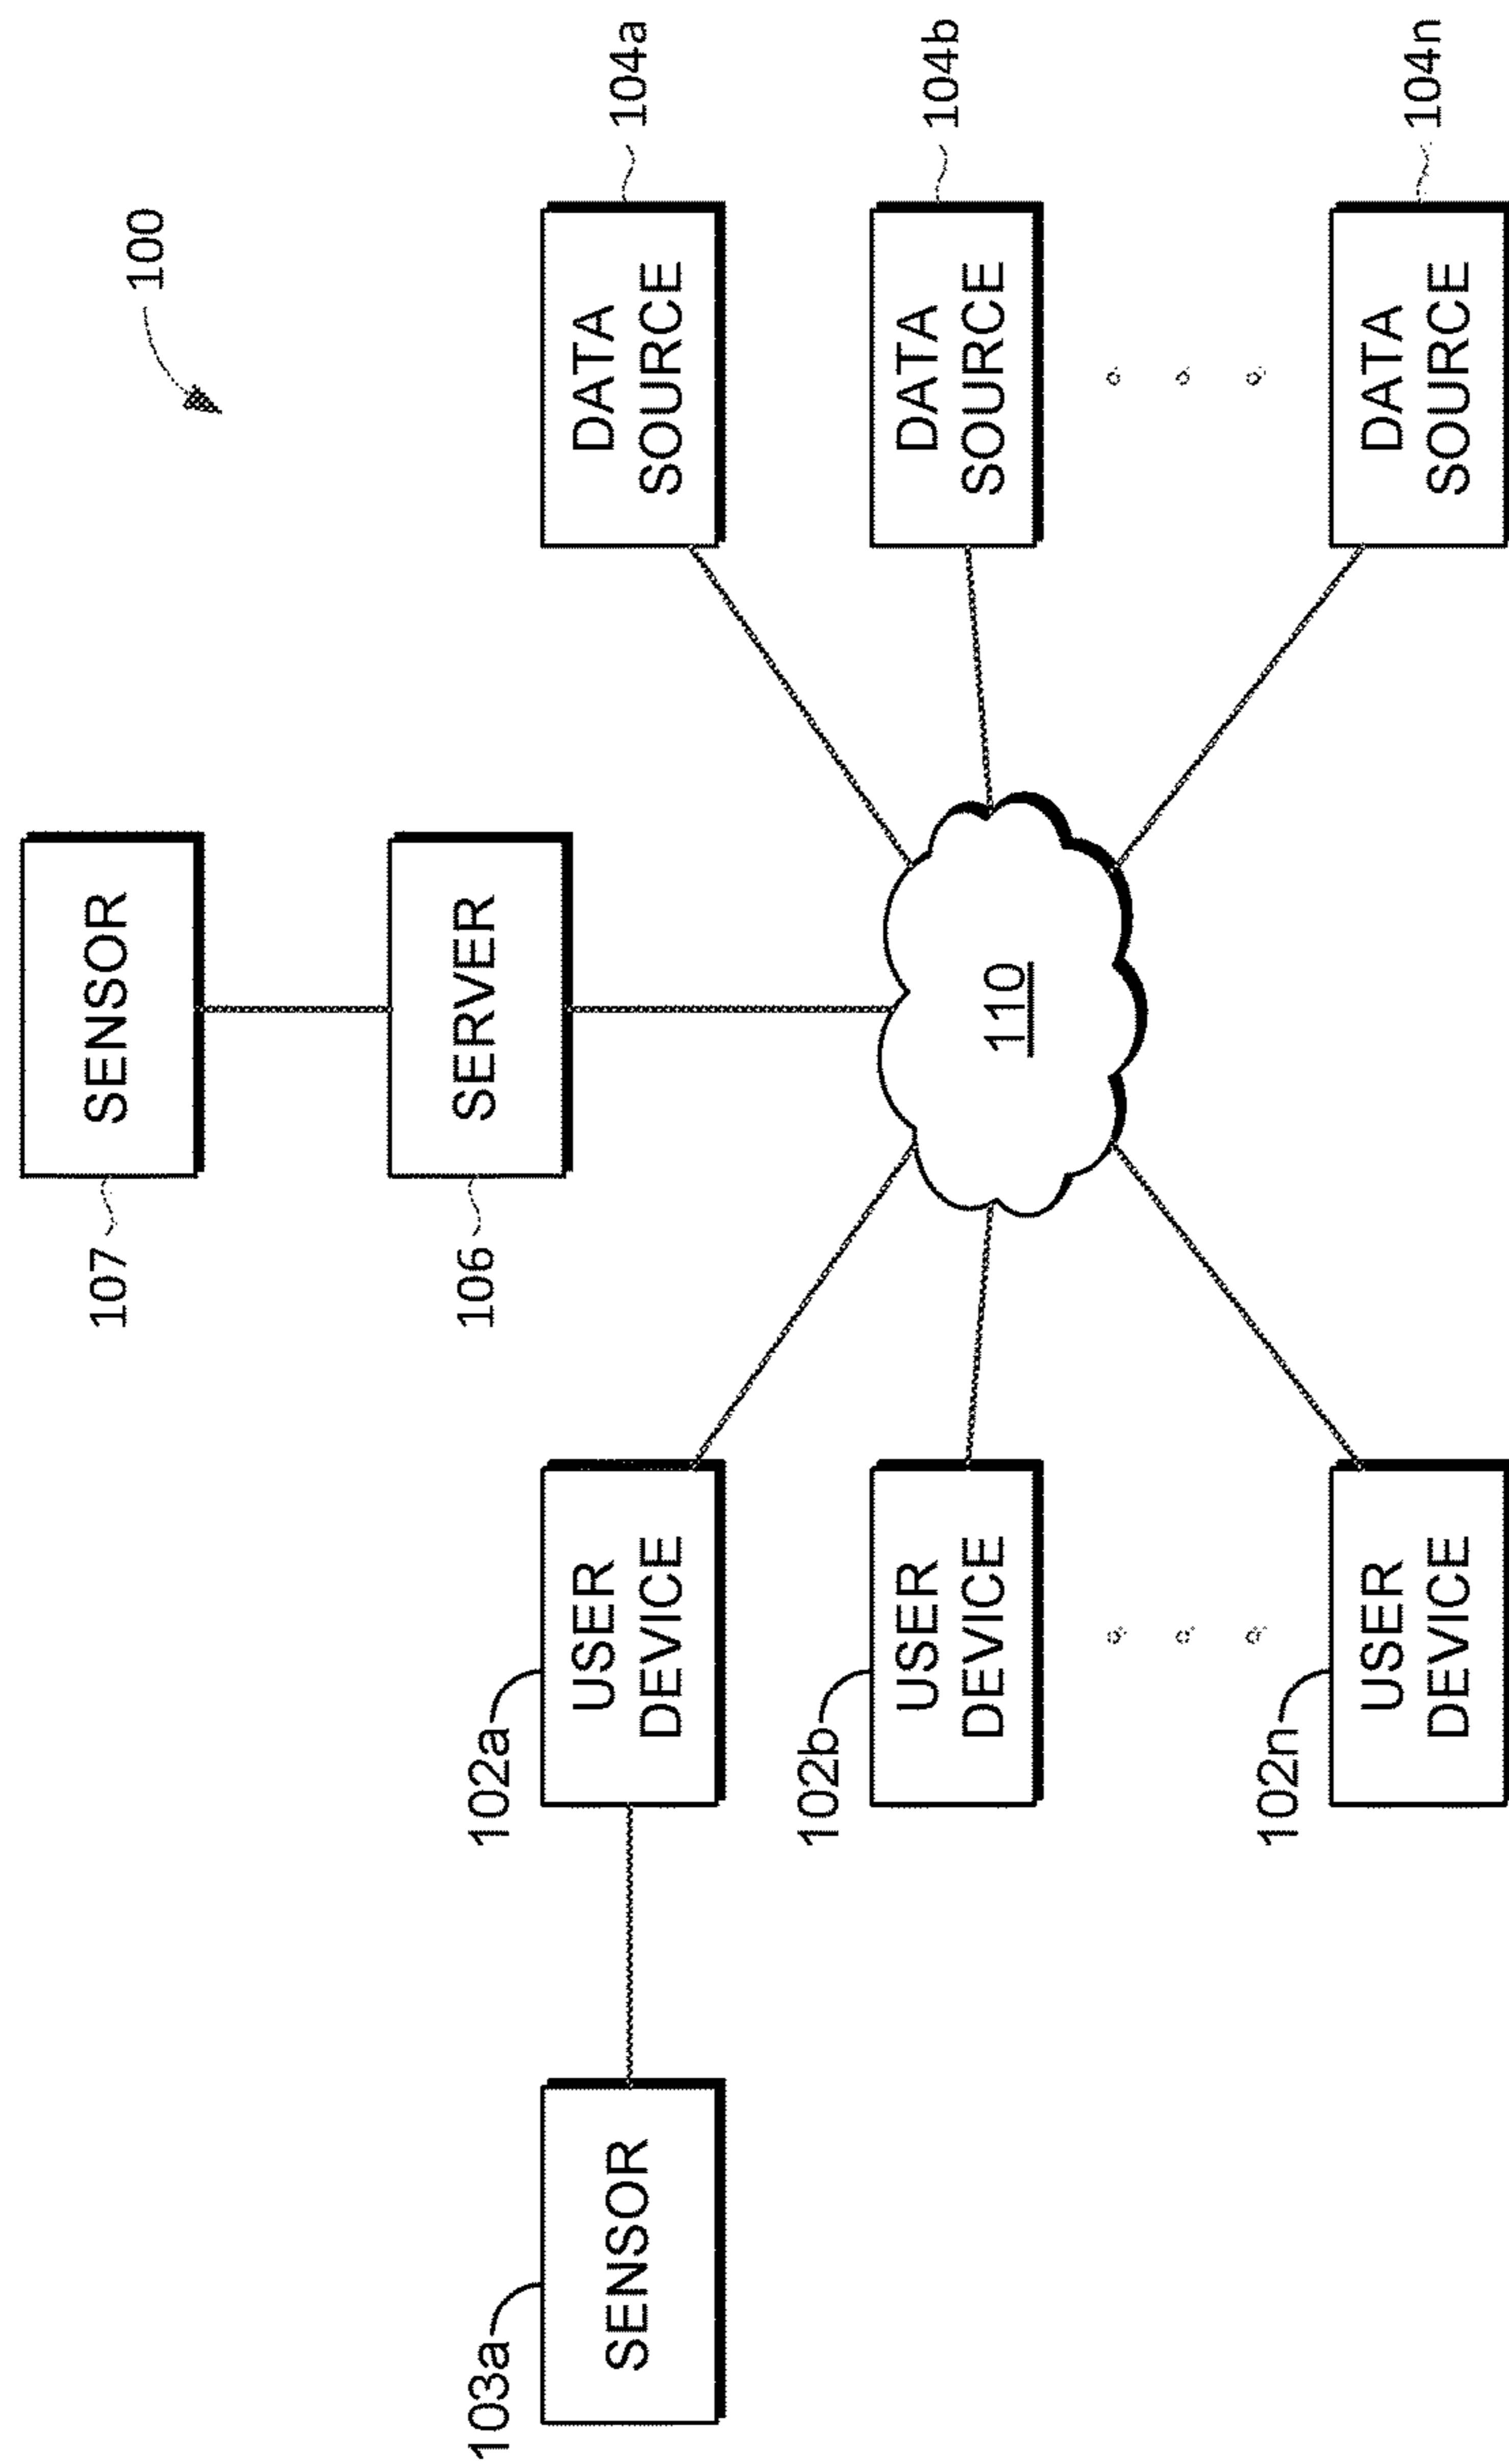 100
SENSOR
107
SERVER
106
103a
SENSOR
102a
USER
DEVICE
DATA
SOURCE
104a
110
102b
USER
DEVICE
DATA
SOURCE
104b
102n
USER
DEVICE
DATA
SOURCE
104n